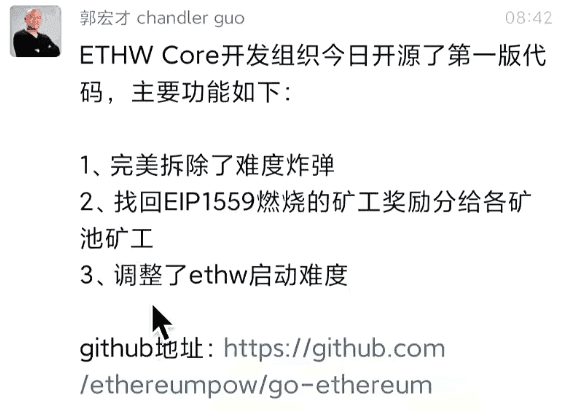 郭宏才 chandler guo
08:42
ETHW Core开发组织今日开源了第一版代
码，主要功能如下：
1、完美拆除了难度炸弹
2、找回EIP1559燃烧的矿工奖励分给各矿
池矿工
3、调整了ethw启动难度
github地址：https://github.com
/ethereumpow/go-ethereum